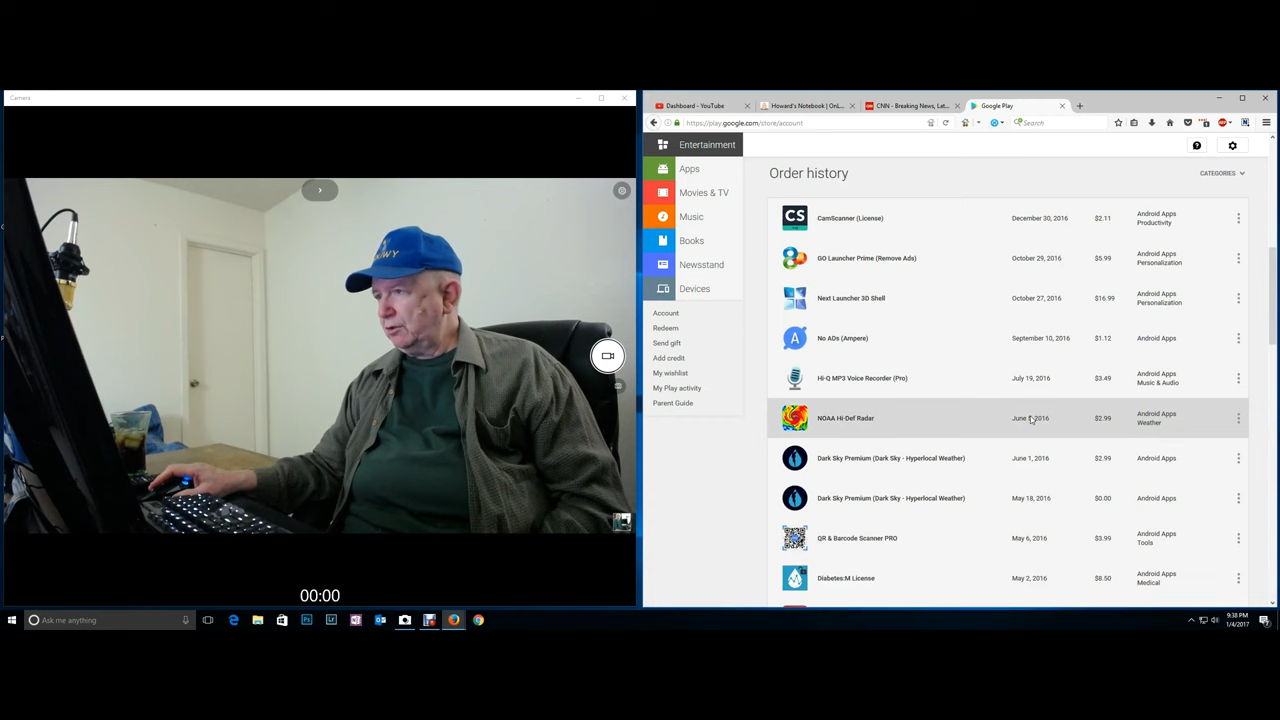 Camera
WY
00:00
Dashboard - YouTube
Howard's Notebook | OnL...
CNN - Breaking News, Lat...
Google Play
https://play.google.com/store/account
Search
Entertainment
Apps
Movies & TV
Music
Books
Newsstand
Devices
Account
Redeem
Send gift
Add credit
My wishlist
My Play activity
Parent Guide
Order history
CATEGORIES
CS
CamScanner (License)
December 30, 2016
$2.11
Android Apps
Productivity
GO Launcher Prime (Remove Ads)
October 29, 2016
$5.99
Android Apps
Personalization
Next Launcher 3D Shell
October 27, 2016
$16.99
Android Apps
Personalization
A
No ADs (Ampere)
September 10, 2016
$1.12
Android Apps
Hi-Q MP3 Voice Recorder (Pro)
July 19, 2016
$3.49
Android Apps
Music & Audio
NOAA Hi-Def Radar
June 2016
$2.99
Android Apps
Weather
Dark Sky Premium (Dark Sky - Hyperlocal Weather)
June 1, 2016
$2.99
Android Apps
Dark Sky Premium (Dark Sky - Hyperlocal Weather)
May 18, 2016
$0.00
Android Apps
QR & Barcode Scanner PRO
May 6, 2016
$3.99
Android Apps
Tools
Diabetes:M License
May 2, 2016
$8.50
Android Apps
Medical
Ask me anything
Ps
Lr
9:38 PM
1/4/2017